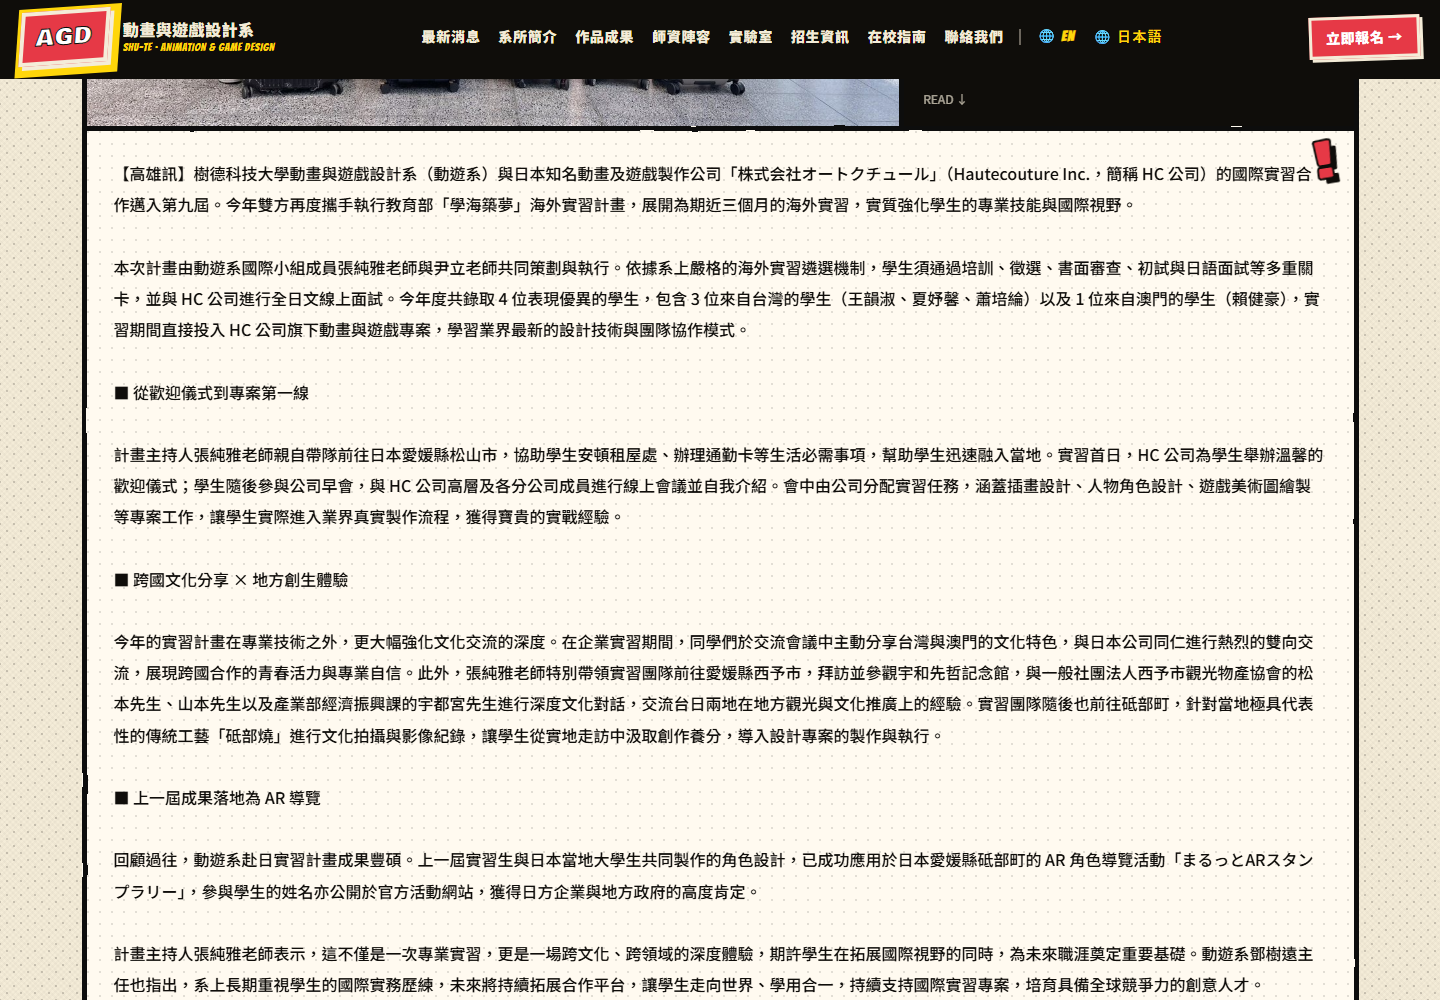 AGD
動畫與遊戲設計系
SHU-TE · ANIMATION & GAME DESIGN
最新消息 系所簡介 作品成果 師資陣容 實驗室 招生資訊 在校指南 聯絡我們 | EN 日本語
立即報名 →
READ ↓
【高雄訊】樹德科技大學動畫與遊戲設計系（動遊系）與日本知名動畫及遊戲製作公司「株式会社オートクチュール」（Hautecouture Inc.，簡稱 HC 公司）的國際實習合
作邁入第九屆。今年雙方再度攜手執行教育部「學海築夢」海外實習計畫，展開為期近三個月的海外實習，實質強化學生的專業技能與國際視野。
本次計畫由動遊系國際小組成員張純雅老師與尹立老師共同策劃與執行。依據系上嚴格的海外實習遴選機制，學生須通過培訓、徵選、書面審查、初試與日語面試等多重關
卡，並與 HC 公司進行全日文線上面試。今年度共錄取 4 位表現優異的學生，包含 3 位來自台灣的學生（王韻淑、夏妤馨、蕭培綸）以及 1 位來自澳門的學生（賴健豪），實
習期間直接投入 HC 公司旗下動畫與遊戲專案，學習業界最新的設計技術與團隊協作模式。
■ 從歡迎儀式到專案第一線
計畫主持人張純雅老師親自帶隊前往日本愛媛縣松山市，協助學生安頓租屋處、辦理通勤卡等生活必需事項，幫助學生迅速融入當地。實習首日，HC 公司為學生舉辦溫馨的
歡迎儀式；學生隨後參與公司早會，與 HC 公司高層及各分公司成員進行線上會議並自我介紹。會中由公司分配實習任務，涵蓋插畫設計、人物角色設計、遊戲美術圖繪製
等專案工作，讓學生實際進入業界真實製作流程，獲得寶貴的實戰經驗。
■ 跨國文化分享 × 地方創生體驗
今年的實習計畫在專業技術之外，更大幅強化文化交流的深度。在企業實習期間，同學們於交流會議中主動分享台灣與澳門的文化特色，與日本公司同仁進行熱烈的雙向交
流，展現跨國合作的青春活力與專業自信。此外，張純雅老師特別帶領實習團隊前往愛媛縣西予市，拜訪並參觀宇和先哲記念館，與一般社團法人西予市觀光物產協會的松
本先生、山本先生以及產業部經濟振興課的宇都宮先生進行深度文化對話，交流台日兩地在地方觀光與文化推廣上的經驗。實習團隊隨後也前往砥部町，針對當地極具代表
性的傳統工藝「砥部燒」進行文化拍攝與影像紀錄，讓學生從實地走訪中汲取創作養分，導入設計專案的製作與執行。
■ 上一屆成果落地為 AR 導覽
回顧過往，動遊系赴日實習計畫成果豐碩。上一屆實習生與日本當地大學生共同製作的角色設計，已成功應用於日本愛媛縣砥部町的 AR 角色導覽活動「まるっとARスタン
プラリー」，參與學生的姓名亦公開於官方活動網站，獲得日方企業與地方政府的高度肯定。
計畫主持人張純雅老師表示，這不僅是一次專業實習，更是一場跨文化、跨領域的深度體驗，期許學生在拓展國際視野的同時，為未來職涯奠定重要基礎。動遊系鄧樹遠主
任也指出，系上長期重視學生的國際實務歷練，未來將持續拓展合作平台，讓學生走向世界、學用合一，持續支持國際實習專案，培育具備全球競爭力的創意人才。